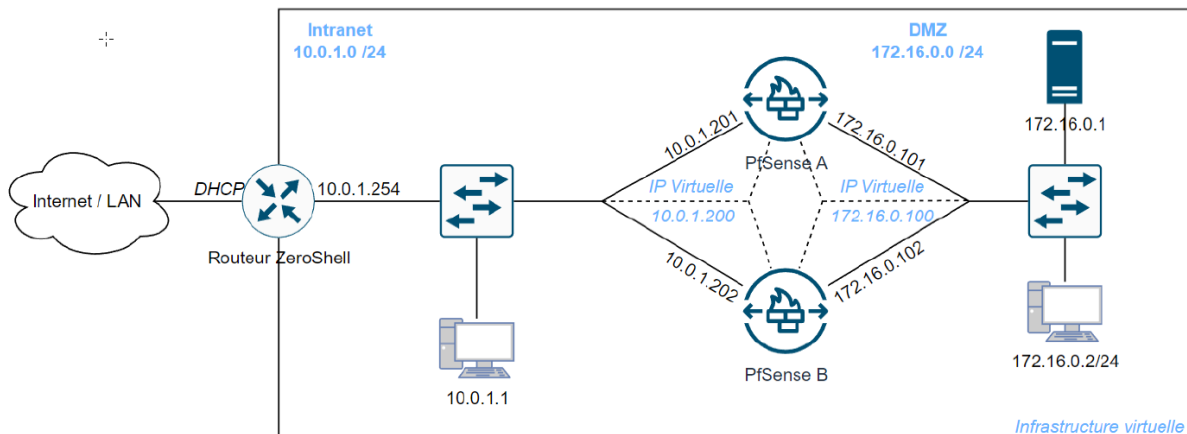 Intranet
10.0.1.0 /24
DMZ
172.16.0.0 /24
172.16.0.1
10.0.1.201
172.16.0.101
PfSense A
Internet / LAN
DHCP
10.0.1.254
IP Virtuelle
10.0.1.200
IP Virtuelle
172.16.0.100
Routeur ZeroShell
10.0.1.202
172.16.0.102
PfSense B
10.0.1.1
172.16.0.2/24
Infrastructure virtuelle